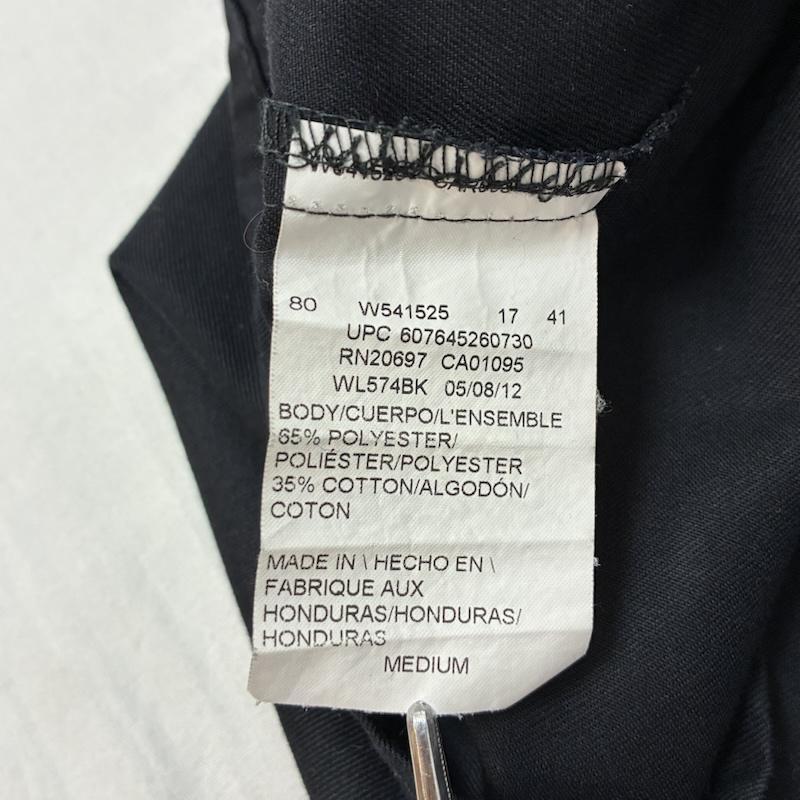 80 W541525 17 41
UPC 607645260730
RN20697 CA01095
WL574BK 05/08/12
BODY/CUERPO/L'ENSEMBLE
65% POLYESTER/
POLIÉSTER/POLYESTER
35% COTTON/ALGODÓN/
COTON
MADE IN \ HECHO EN \
FABRIQUE AUX
HONDURAS/HONDURAS/
HONDURAS
MEDIUM